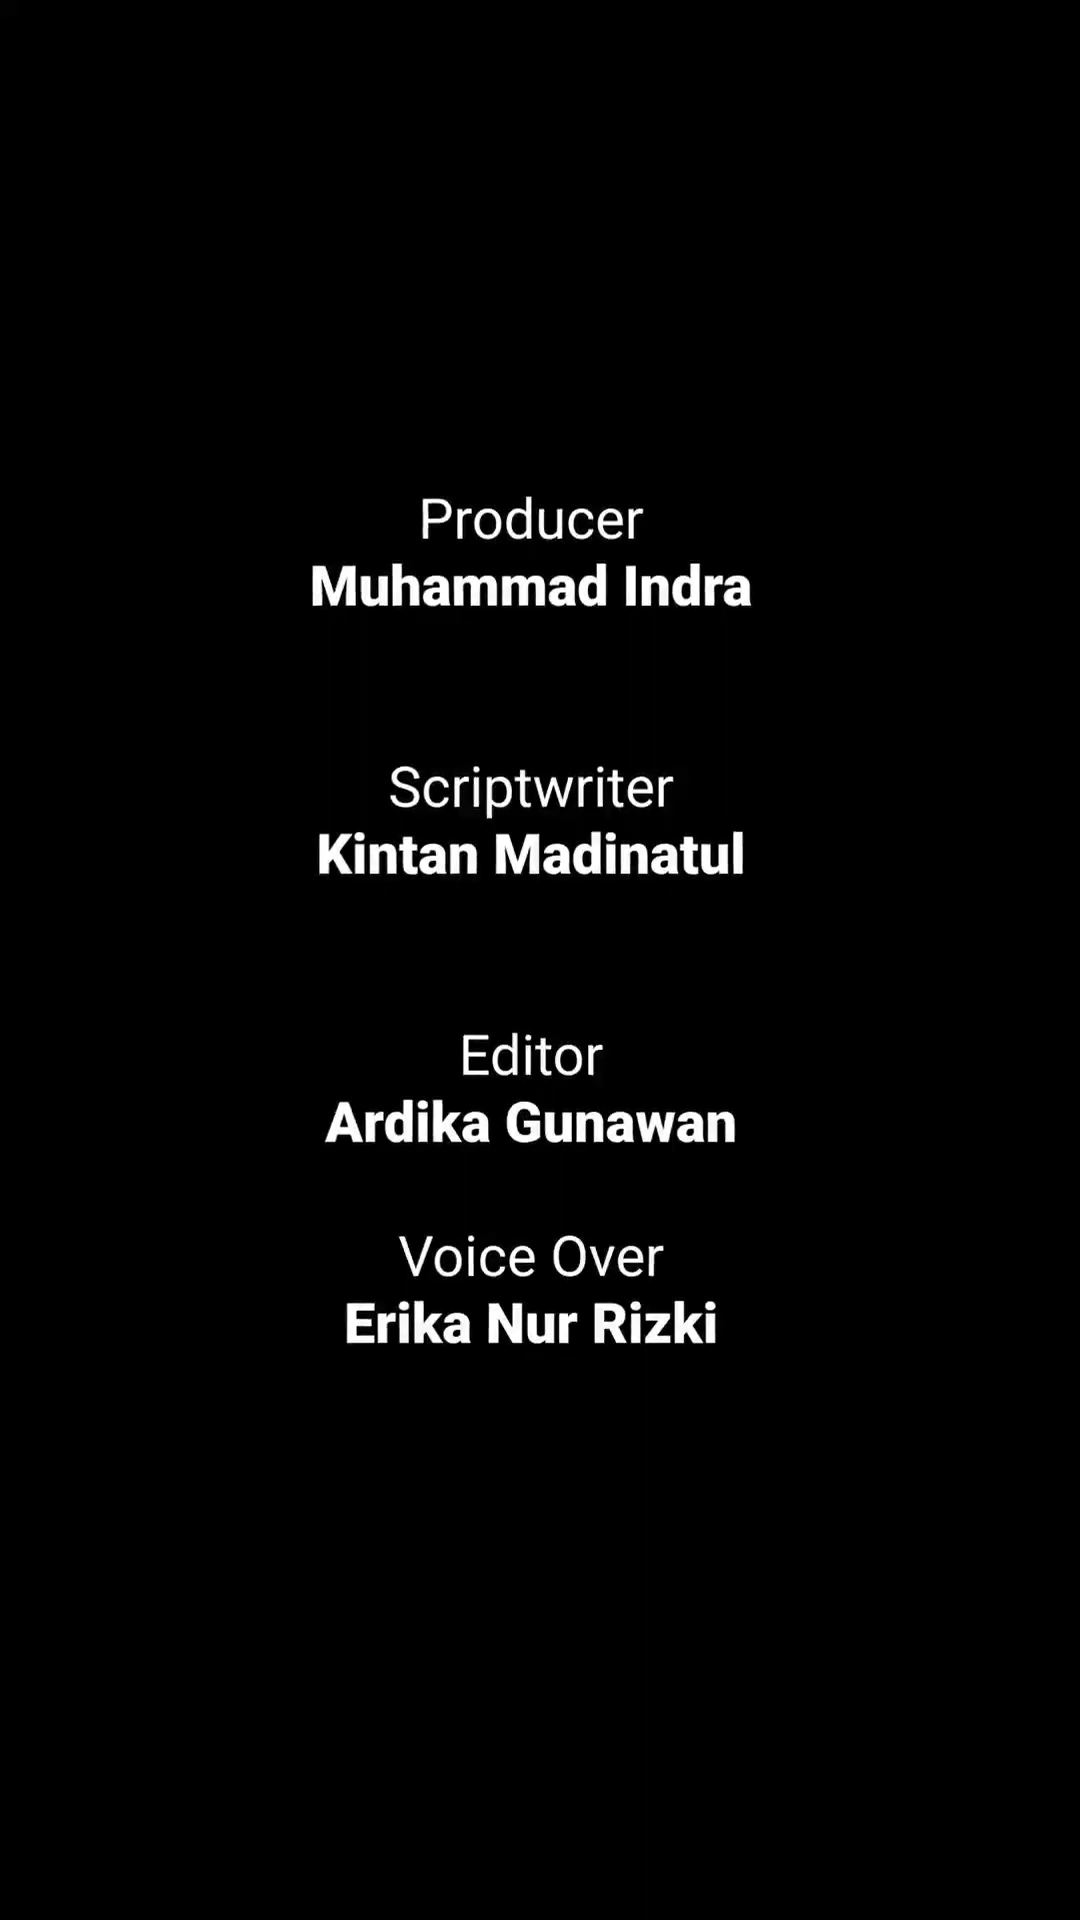 Producer
Muhammad Indra
Scriptwriter
Kintan Madinatul
Editor
Ardika Gunawan
Voice Over
Erika Nur Rizki